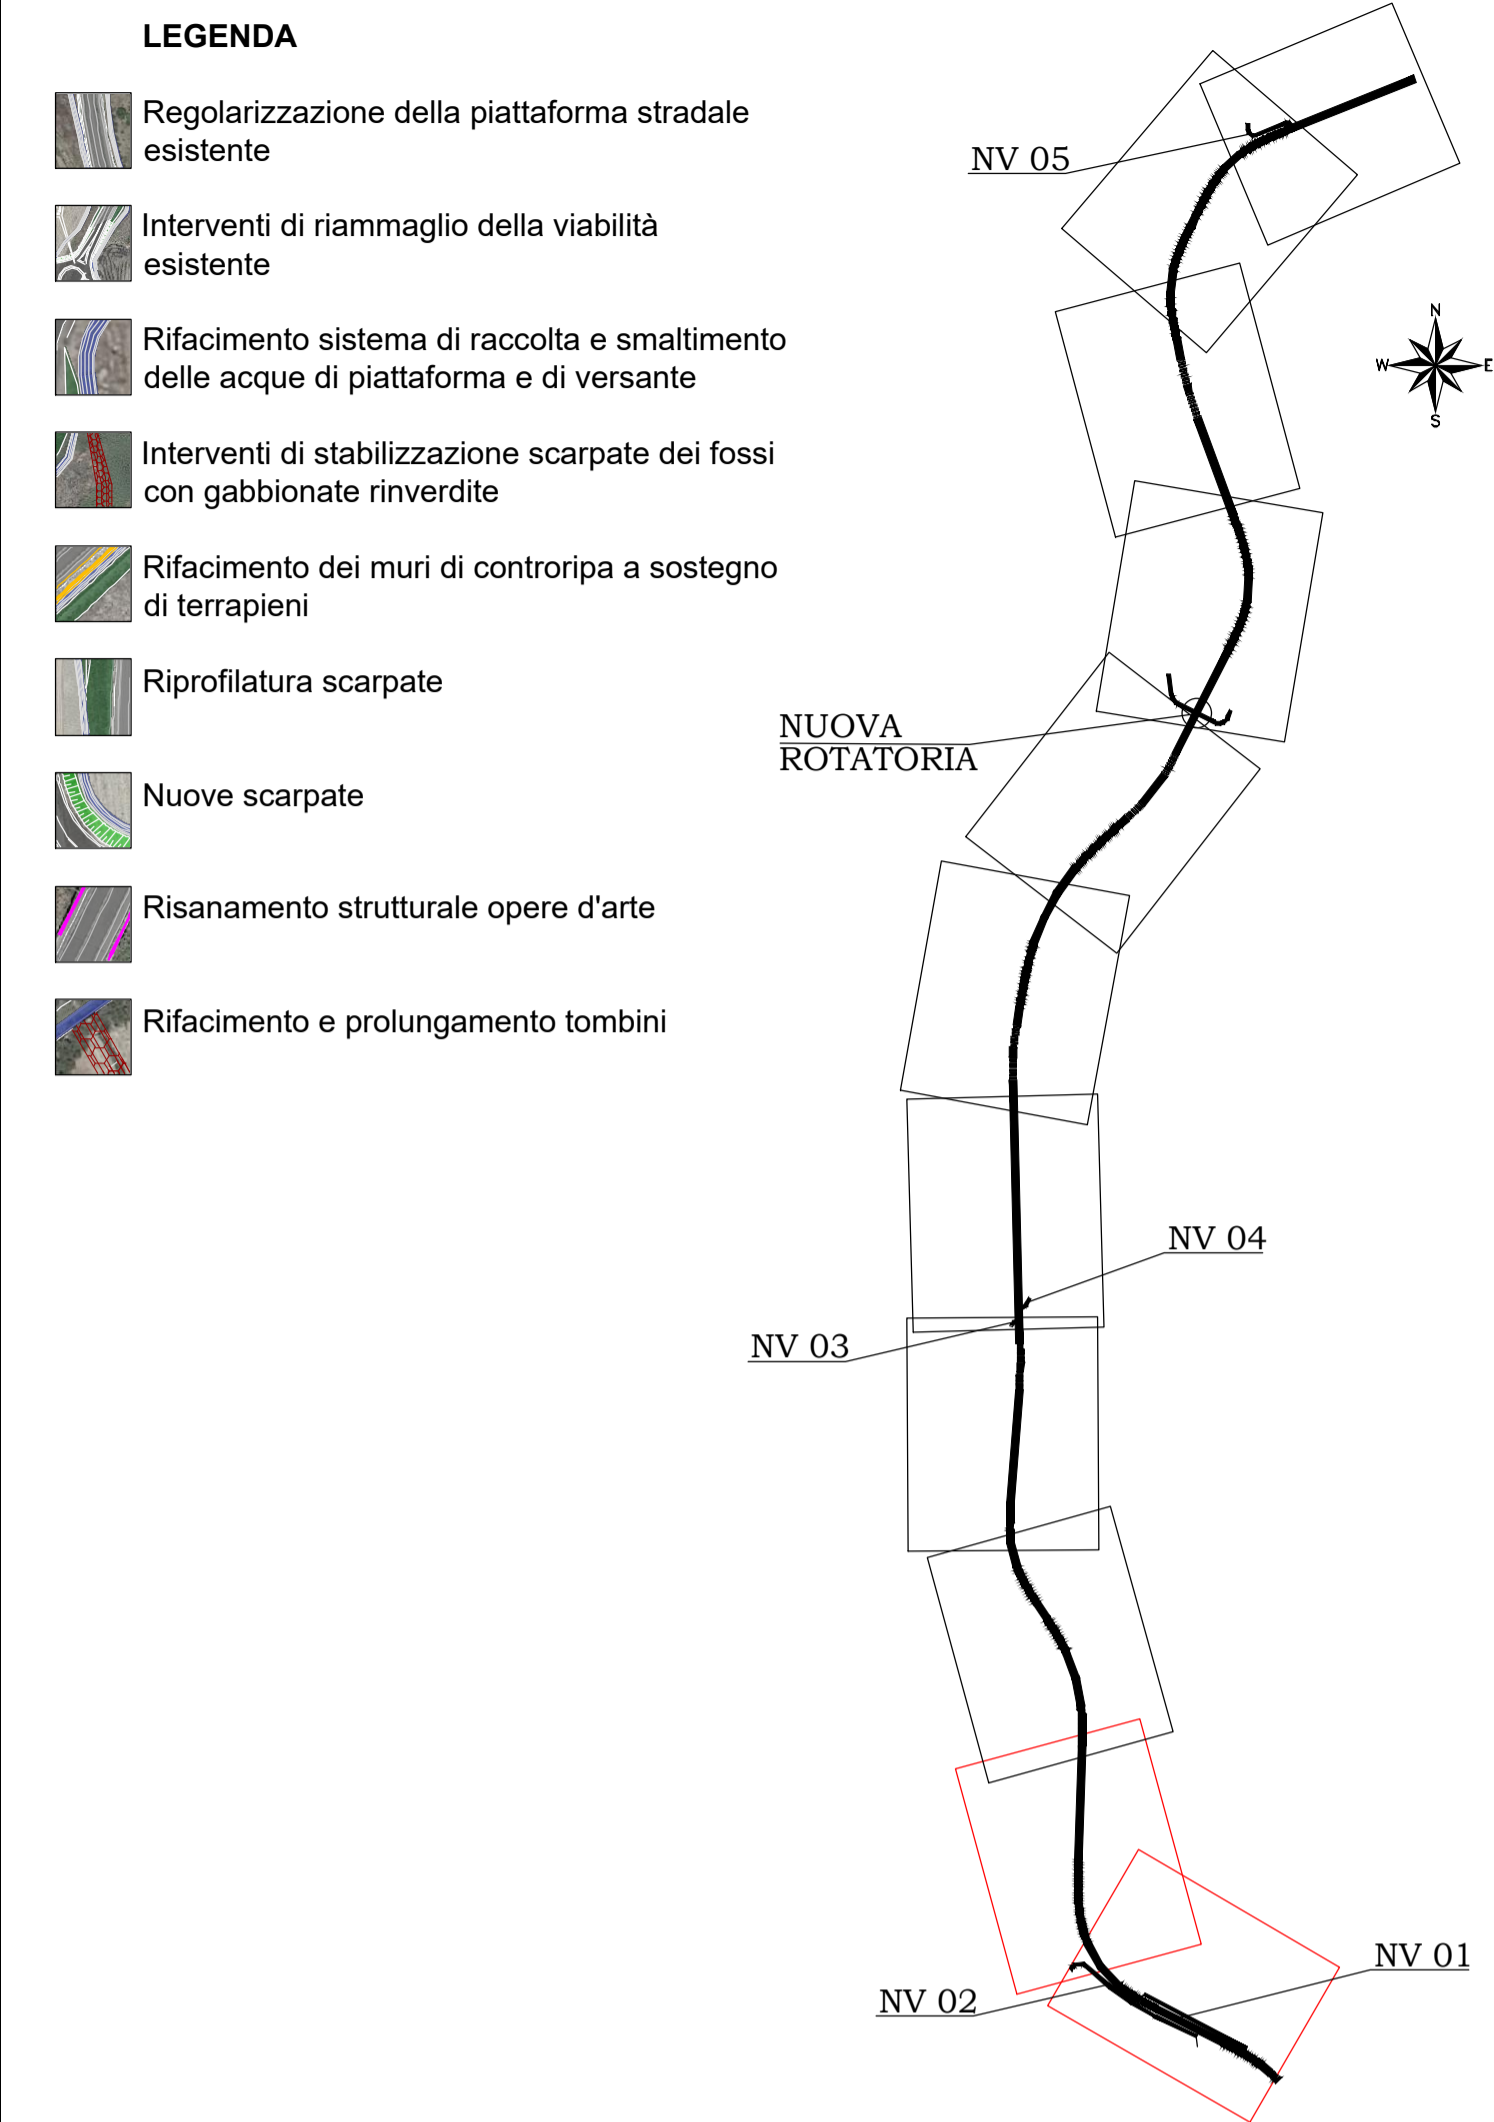 LEGENDA
Regolarizzazione della piattaforma stradale
esistente
Interventi di riammaglio della viabilità
esistente
Rifacimento sistema di raccolta e smaltimento
delle acque di piattaforma e di versante
Interventi di stabilizzazione scarpate dei fossi
con gabbionate rinverdite
Rifacimento dei muri di controripa a sostegno
di terrapieni
Riprofilatura scarpate
Nuove scarpate
Risanamento strutturale opere d'arte
Rifacimento e prolungamento tombini
NV 05
N
W
E
S
NUOVA
ROTATORIA
NV 04
NV 03
NV 01
NV 02